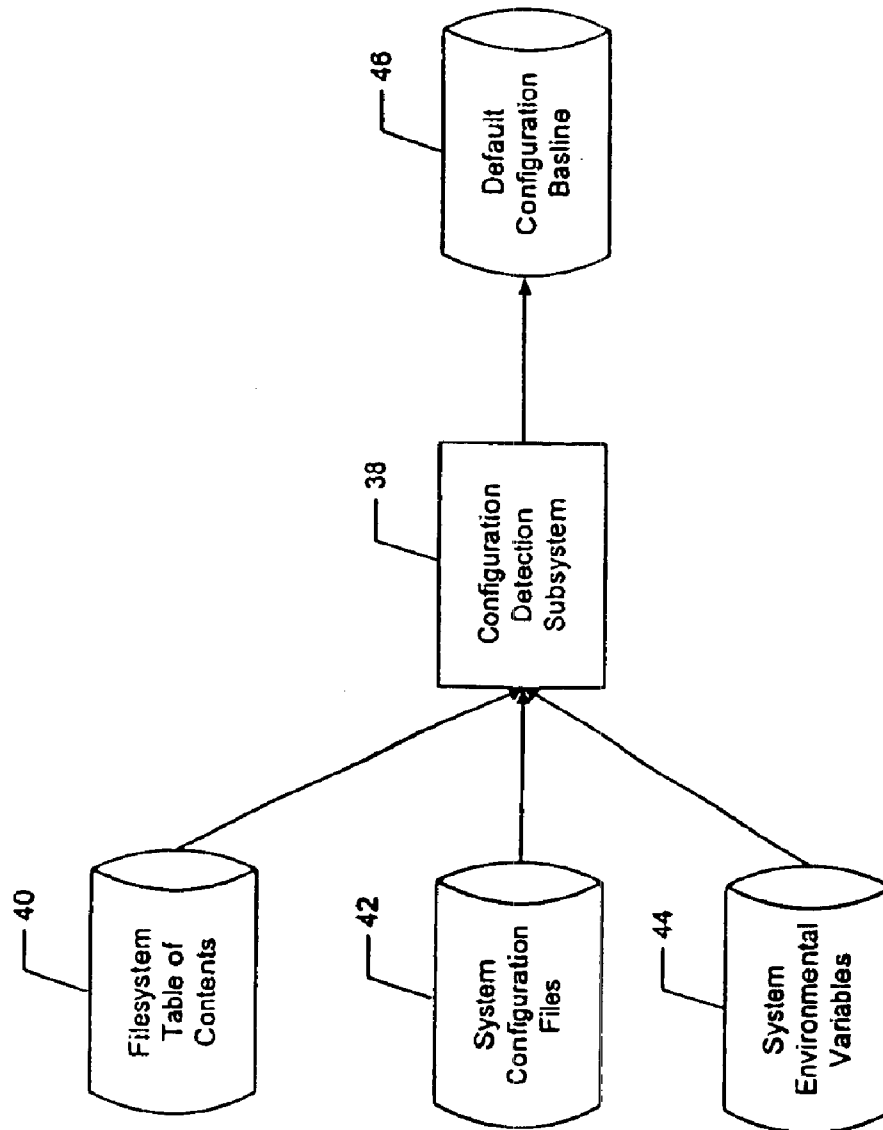 40
Filesystem
Table of
Contents
42
System
Configuration
Files
44
System
Environmental
Variables
38
Configuration
Detection
Subsystem
46
Default
Configuration
Basline